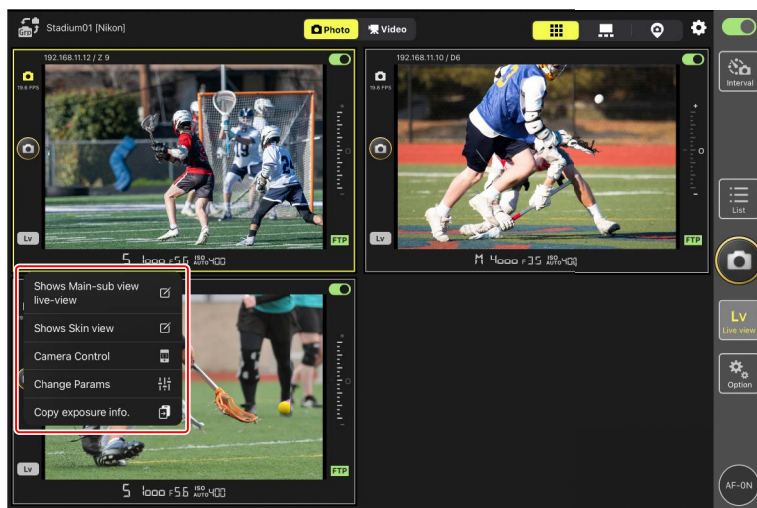 Grp
Stadium01 [Nikon]
Photo
Video
192.168.11.12 / Z 9
19.6 FPS
Lv
FTP
S 1000 F5.6 ISO AUTO 400
192.168.11.10 / D6
19.8 FPS
Lv
FTP
M 4000 F3.5 ISO AUTO 400
Shows Main-sub view
live-view
Shows Skin view
Camera Control
Change Params
Copy exposure info.
Lv
FTP
S 1000 F5.6 ISO AUTO 400
Interval
List
Lv
Live view
Option
AF-ON